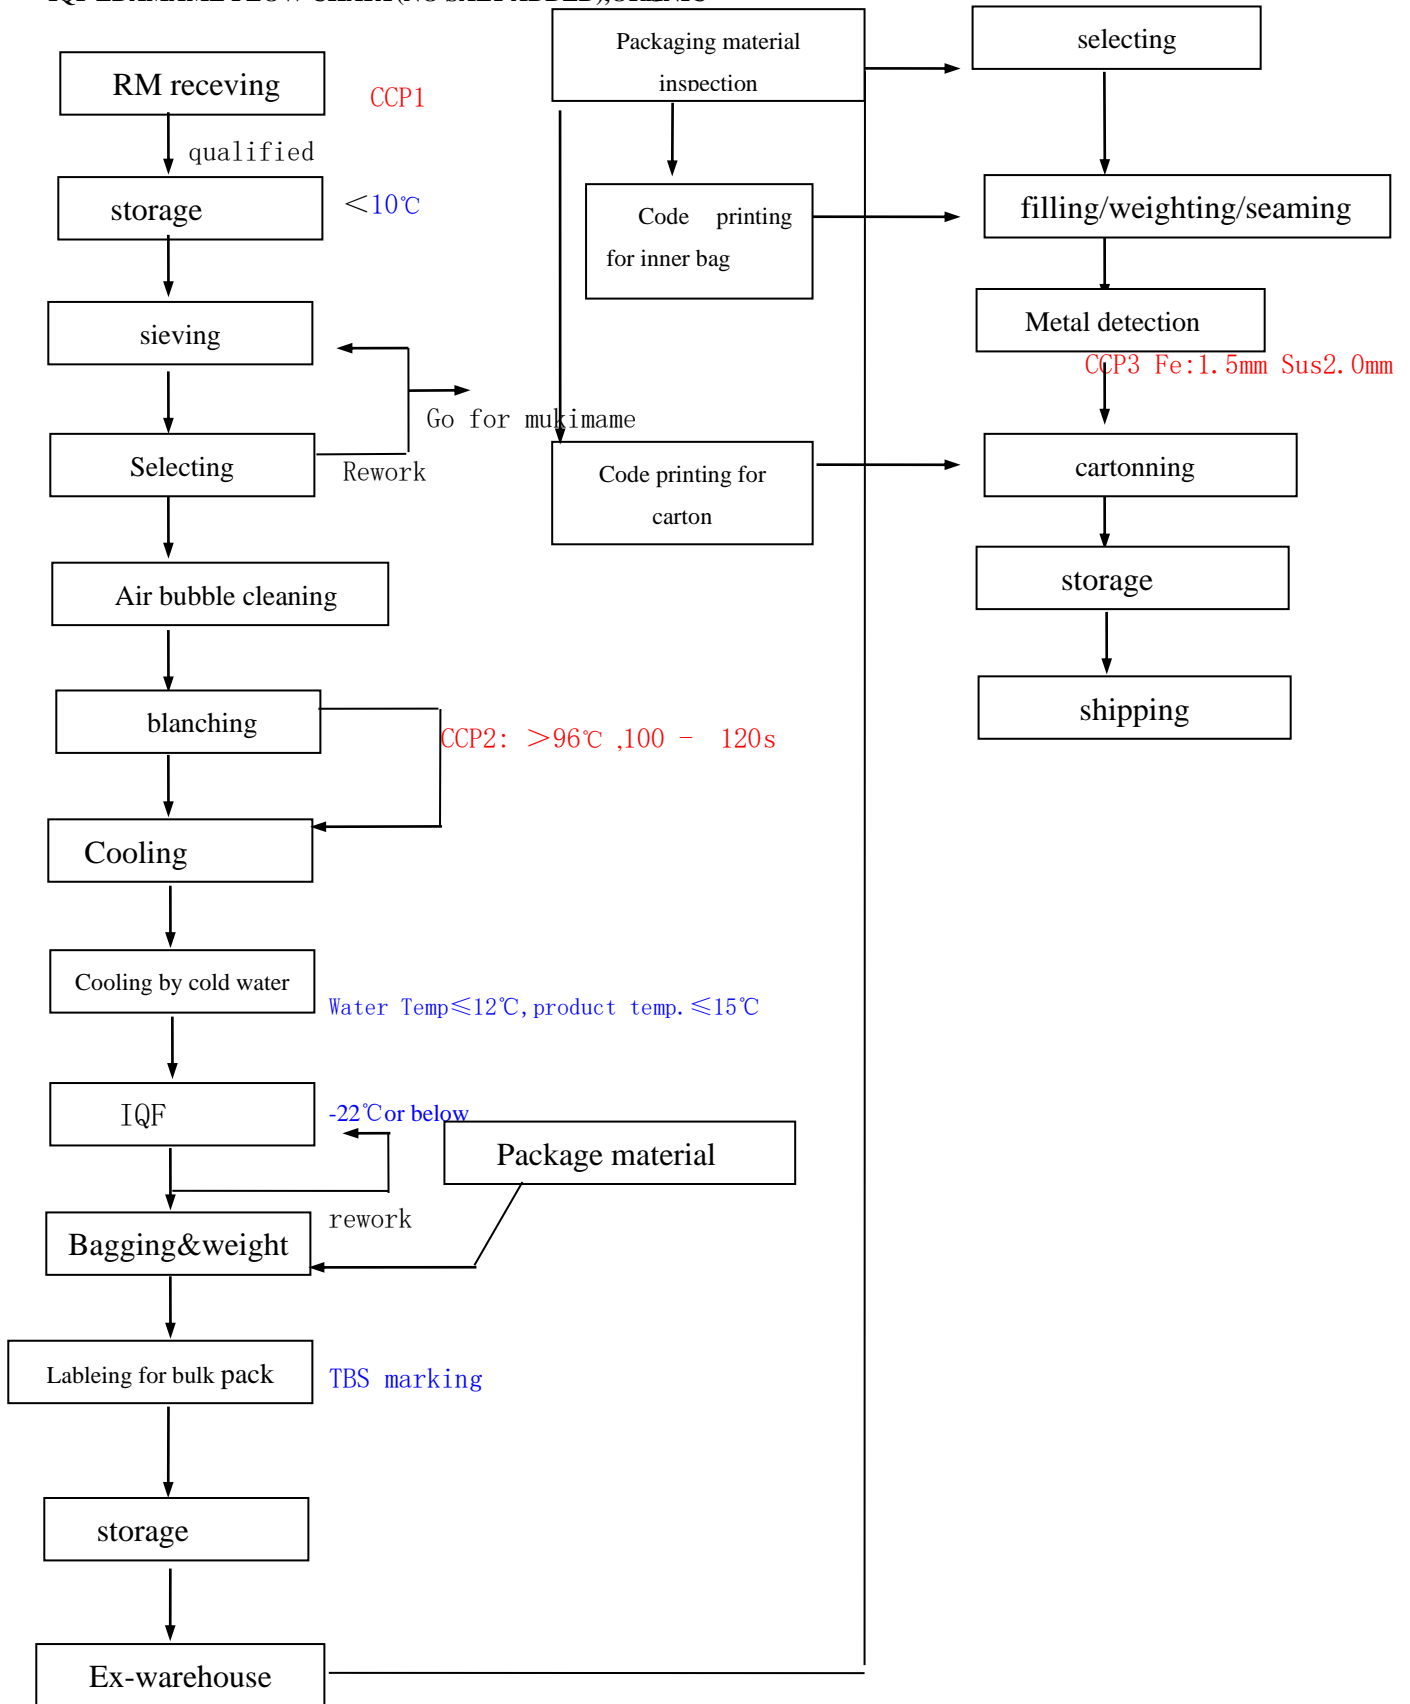 RM receving
CCP1
qualified
storage
<10℃
sieving
Go for mukimame
Selecting
Rework
Air bubble cleaning
blanching
CCP2: >96℃ ,100 - 120s
Cooling
Cooling by cold water
Water Temp≤12℃,product temp.≤15℃
IQF
-22℃or below
Package material
rework
Bagging&weight
Lableing for bulk pack
TBS marking
storage
Ex-warehouse
Packaging material
inspection
Code printing
for inner bag
Code printing for
carton
selecting
filling/weighting/seaming
Metal detection
CCP3 Fe:1.5mm Sus2.0mm
cartonning
storage
shipping